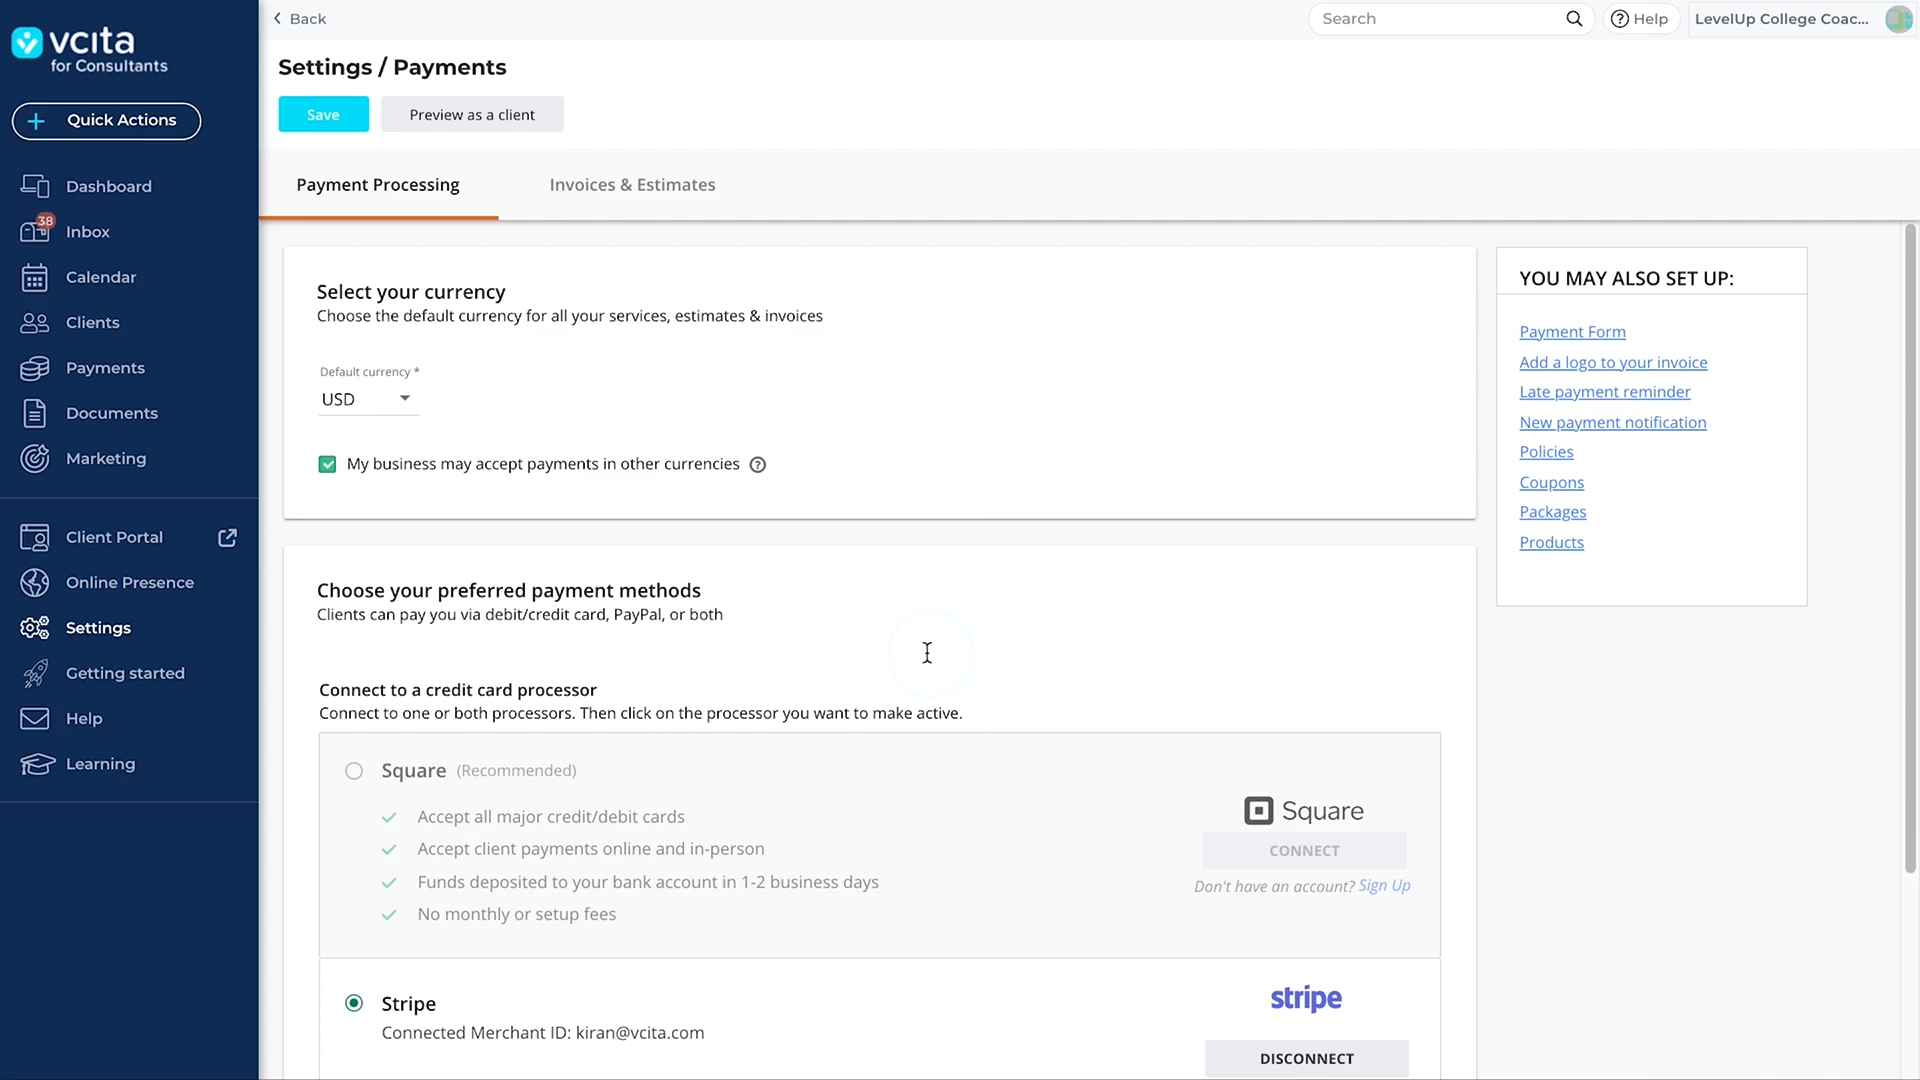 vcita
for Consultants
Quick Actions
Dashboard
38
Inbox
Calendar
Clients
Payments
Documents
Marketing
Client Portal
Online Presence
Settings
Getting started
Help
Learning
Back
Search
Help
LevelUp College Coac...
Settings / Payments
Save
Preview as a client
Payment Processing
Invoices & Estimates
Select your currency
Choose the default currency for all your services, estimates & invoices
Default currency *
USD
My business may accept payments in other currencies
Choose your preferred payment methods
Clients can pay you via debit/credit card, PayPal, or both
Connect to a credit card processor
Connect to one or both processors. Then click on the processor you want to make active.
Square (Recommended)
Accept all major credit/debit cards
Accept client payments online and in-person
Funds deposited to your bank account in 1-2 business days
No monthly or setup fees
Square
CONNECT
Don't have an account? Sign Up
Stripe
Connected Merchant ID: kiran@vcita.com
stripe
DISCONNECT
YOU MAY ALSO SET UP:
Payment Form
Add a logo to your invoice
Late payment reminder
New payment notification
Policies
Coupons
Packages
Products